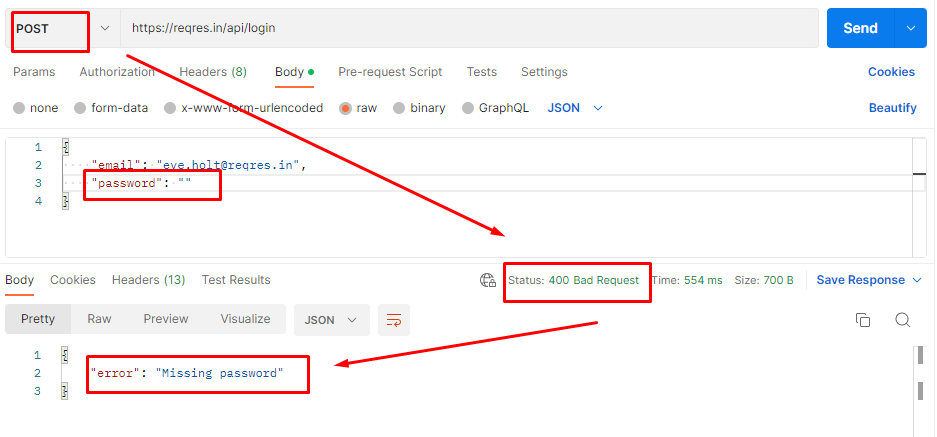 POST https://reqres.in/api/login Send
Params Authorization Headers (8) Body Pre-request Script Tests Settings Cookies
none form-data x-www-form-urlencoded raw binary GraphQL JSON Beautify
1 {
2 "email": "eve.holt@reqres.in",
3 "password": ""
4 }
Body Cookies Headers (13) Test Results Status: 400 Bad Request Time: 554 ms Size: 700 B Save Response
Pretty Raw Preview Visualize JSON
1 {
2 "error": "Missing password"
3 }